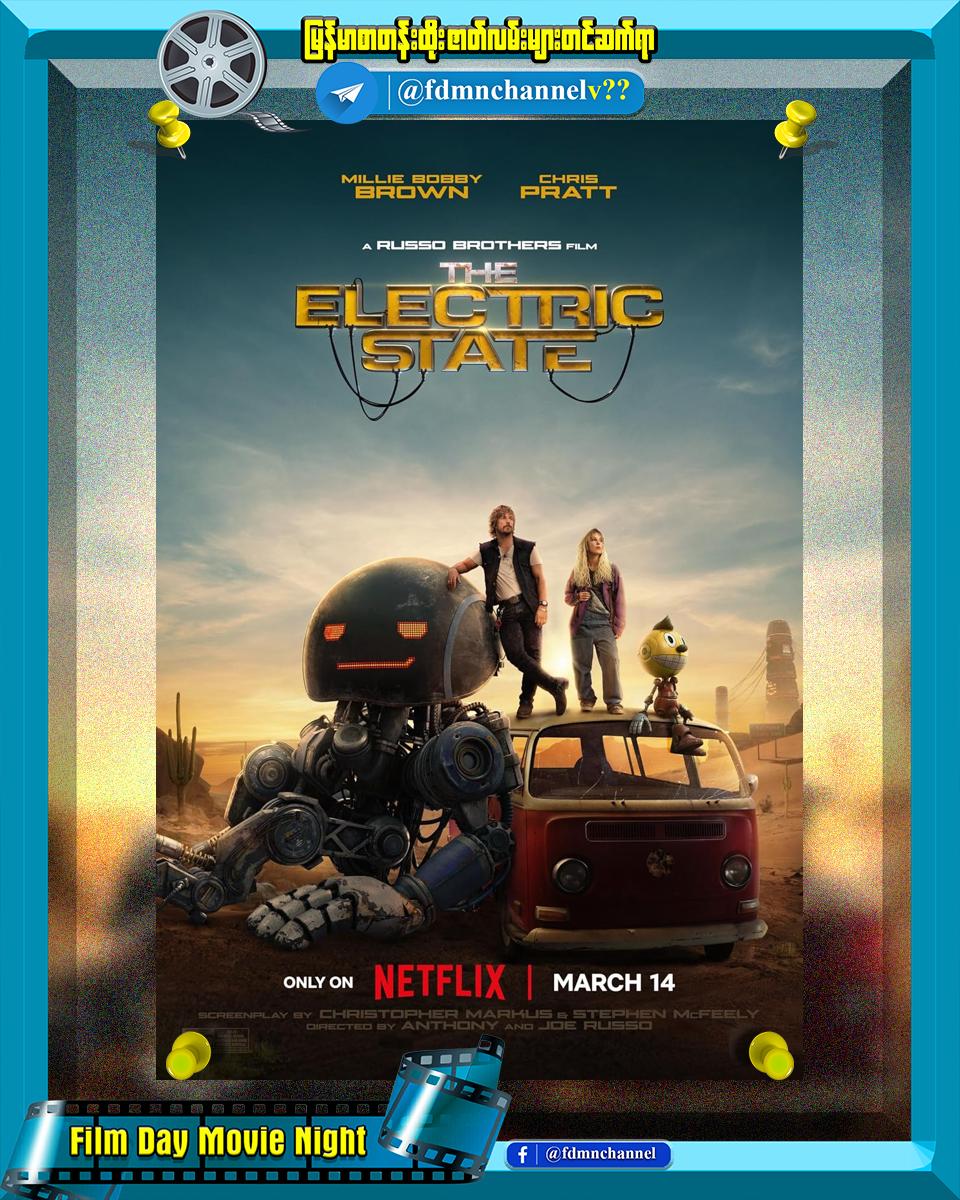 မြန်မာစာတန်းထိုးဇာတ်လမ်းများတင်ဆက်ရာ
@fdmnchannelv??
MILLIE BOBBY BROWN
CHRIS PRATT
A RUSSO BROTHERS FILM
THE
ELECTRIC
STATE
ONLY ON NETFLIX | MARCH 14
SCREENPLAY BY CHRISTOPHER MARKUS & STEPHEN McFEELY
DIRECTED BY ANTHONY AND JOE RUSSO
Film Day Movie Night
@fdmnchannel